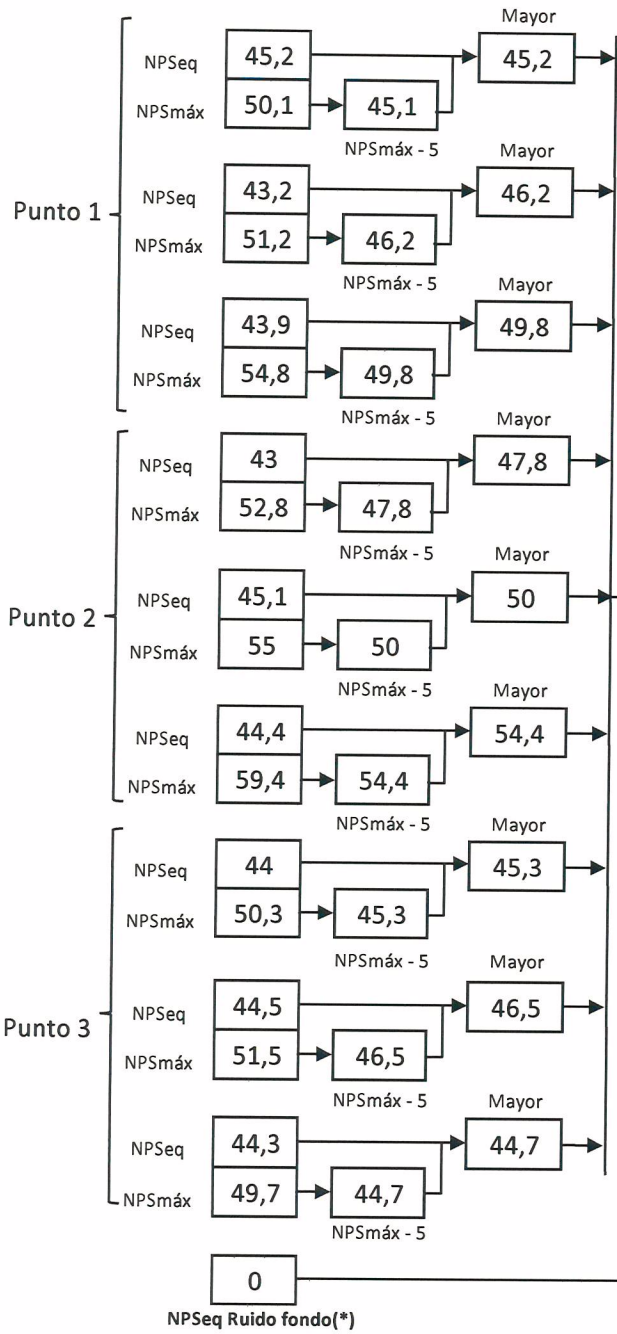 Mayor
NPSeq 45,2 45,2
NPSmáx 50,1 45,1
NPSmáx - 5
Mayor
NPSeq 43,2 46,2
Punto 1
NPSmáx 51,2 46,2
NPSmáx - 5
Mayor
NPSeq 43,9 49,8
NPSmáx 54,8 49,8
NPSmáx - 5
Mayor
NPSeq 43 47,8
NPSmáx 52,8 47,8
NPSmáx - 5
Mayor
NPSeq 45,1 50
Punto 2
NPSmáx 55 50
NPSmáx - 5
Mayor
NPSeq 44,4 54,4
NPSmáx 59,4 54,4
NPSmáx - 5
Mayor
NPSeq 44 45,3
NPSmáx 50,3 45,3
NPSmáx - 5
Mayor
NPSeq 44,5 46,5
Punto 3
NPSmáx 51,5 46,5
NPSmáx - 5
Mayor
NPSeq 44,3 44,7
NPSmáx 49,7 44,7
NPSmáx - 5
0
NPSeq Ruido fondo(*)